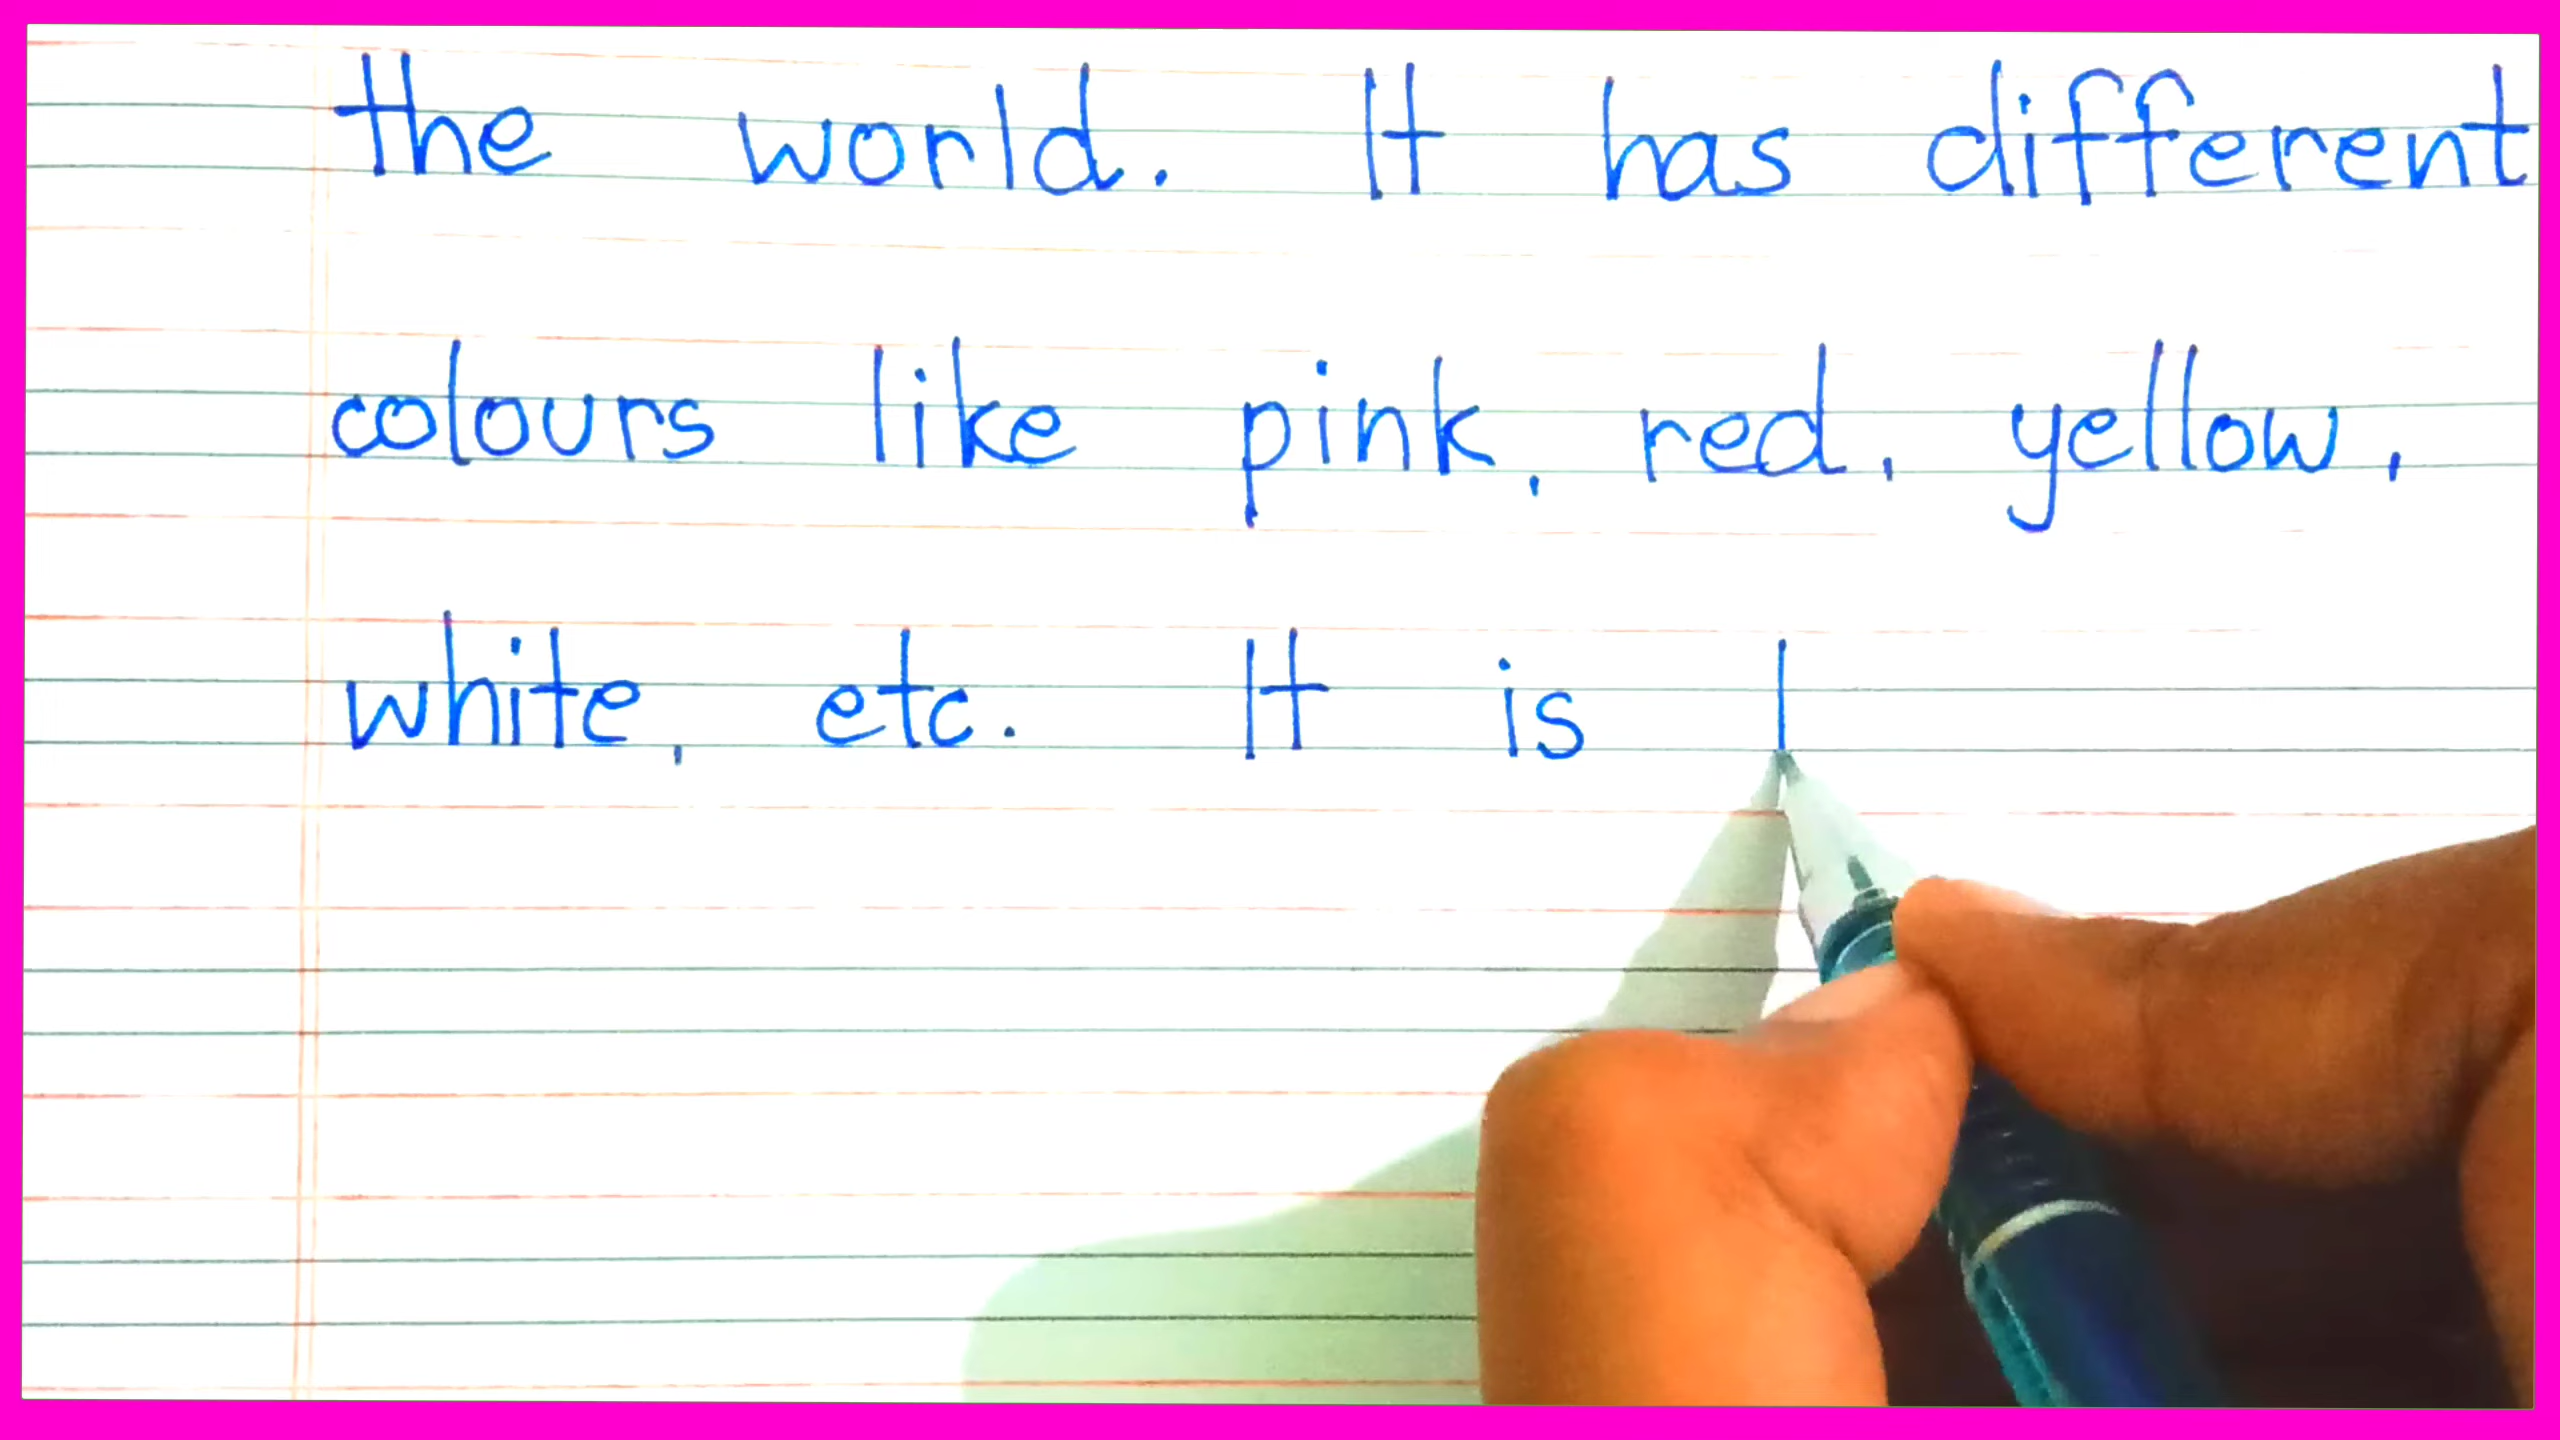 the world. It has different
colours like pink, red, yellow,
white, etc. It is l